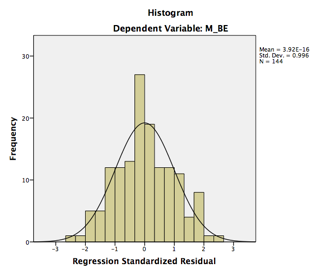 Histogram
Dependent Variable: M_BE
Mean = 3.92E-16
Std. Dev. = 0.996
N = 144
30
20
10
0
Frequency
-3 -2 -1 0 1 2 3
Regression Standardized Residual